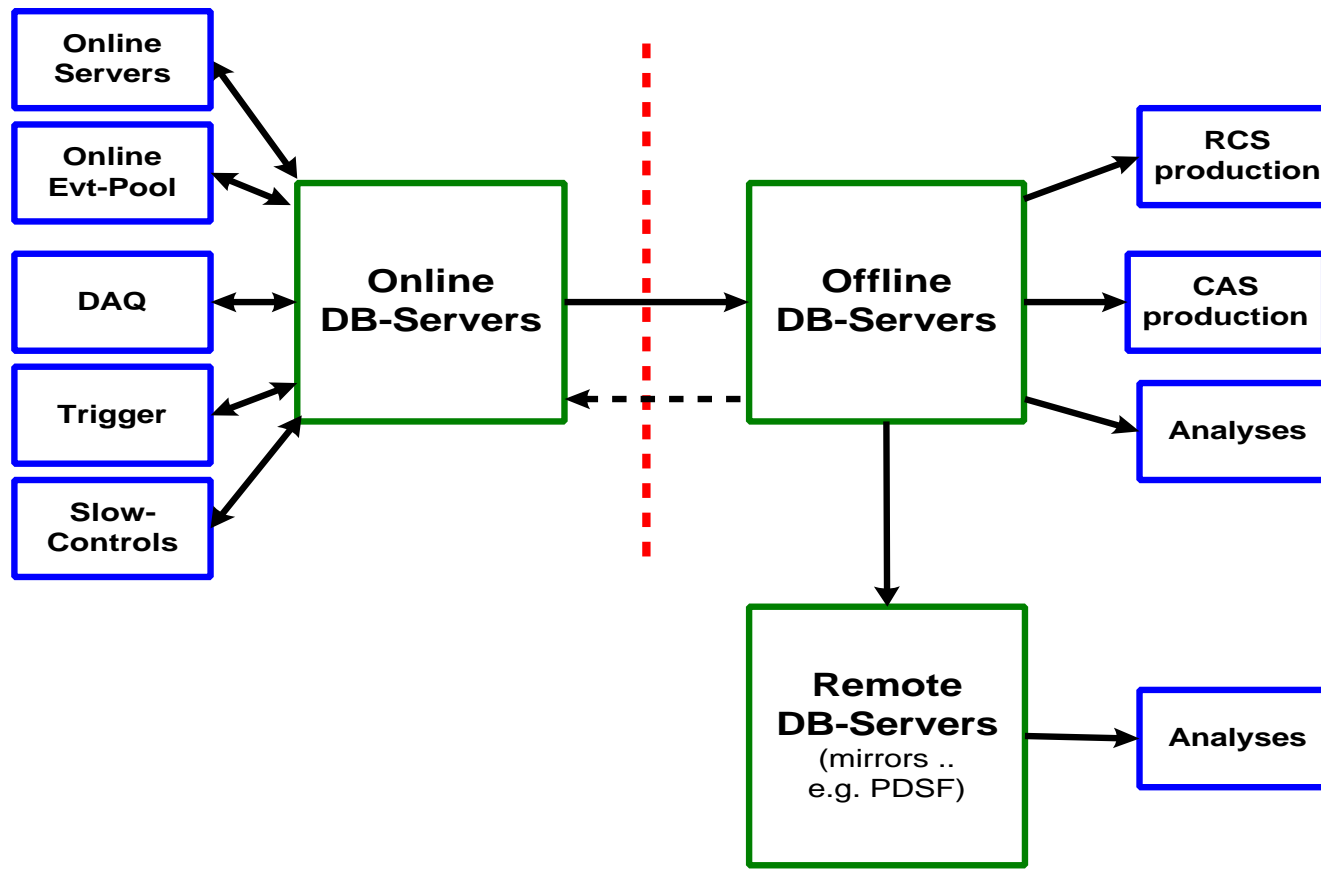 Online
Servers
Online
Evt-Pool
DAQ
Trigger
Slow-
Controls
Online
DB-Servers
Offline
DB-Servers
RCS
production
CAS
production
Analyses
Remote
DB-Servers
(mirrors ..
e.g. PDSF)
Analyses